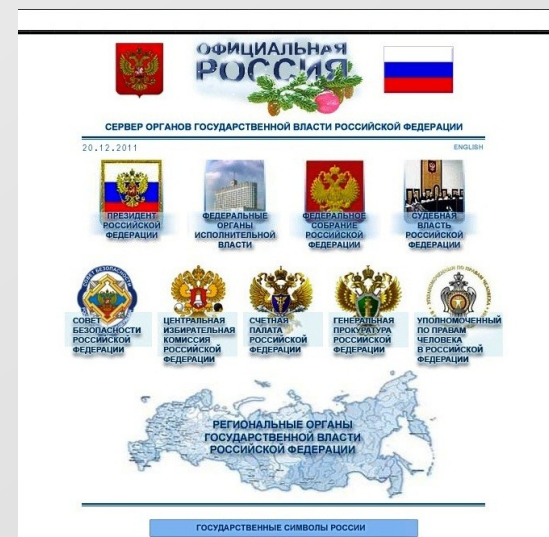 ОФИЦИАЛЬНАЯ
РОССИЯ
СЕРВЕР ОРГАНОВ ГОСУДАРСТВЕННОЙ ВЛАСТИ РОССИЙСКОЙ ФЕДЕРАЦИИ
20.12.2011
ENGLISH
ПРЕЗИДЕНТ
РОССИЙСКОЙ
ФЕДЕРАЦИИ
ФЕДЕРАЛЬНЫЕ
ОРГАНЫ
ИСПОЛНИТЕЛЬНОЙ
ВЛАСТИ
ФЕДЕРАЛЬНОЕ
СОБРАНИЕ
РОССИЙСКОЙ
ФЕДЕРАЦИИ
СУДЕБНАЯ
ВЛАСТЬ
РОССИЙСКОЙ
ФЕДЕРАЦИИ
СОВЕТ
БЕЗОПАСНОСТИ
РОССИЙСКОЙ
ФЕДЕРАЦИИ
ЦЕНТРАЛЬНАЯ
ИЗБИРАТЕЛЬНАЯ
КОМИССИЯ
РОССИЙСКОЙ
ФЕДЕРАЦИИ
СЧЕТНАЯ
ПАЛАТА
РОССИЙСКОЙ
ФЕДЕРАЦИИ
ГЕНЕРАЛЬНАЯ
ПРОКУРАТУРА
РОССИЙСКОЙ
ФЕДЕРАЦИИ
УПОЛНОМОЧЕННЫЙ
ПО ПРАВАМ
ЧЕЛОВЕКА
В РОССИЙСКОЙ
ФЕДЕРАЦИИ
РЕГИОНАЛЬНЫЕ ОРГАНЫ
ГОСУДАРСТВЕННОЙ ВЛАСТИ
РОССИЙСКОЙ ФЕДЕРАЦИИ
ГОСУДАРСТВЕННЫЕ СИМВОЛЫ РОССИИ